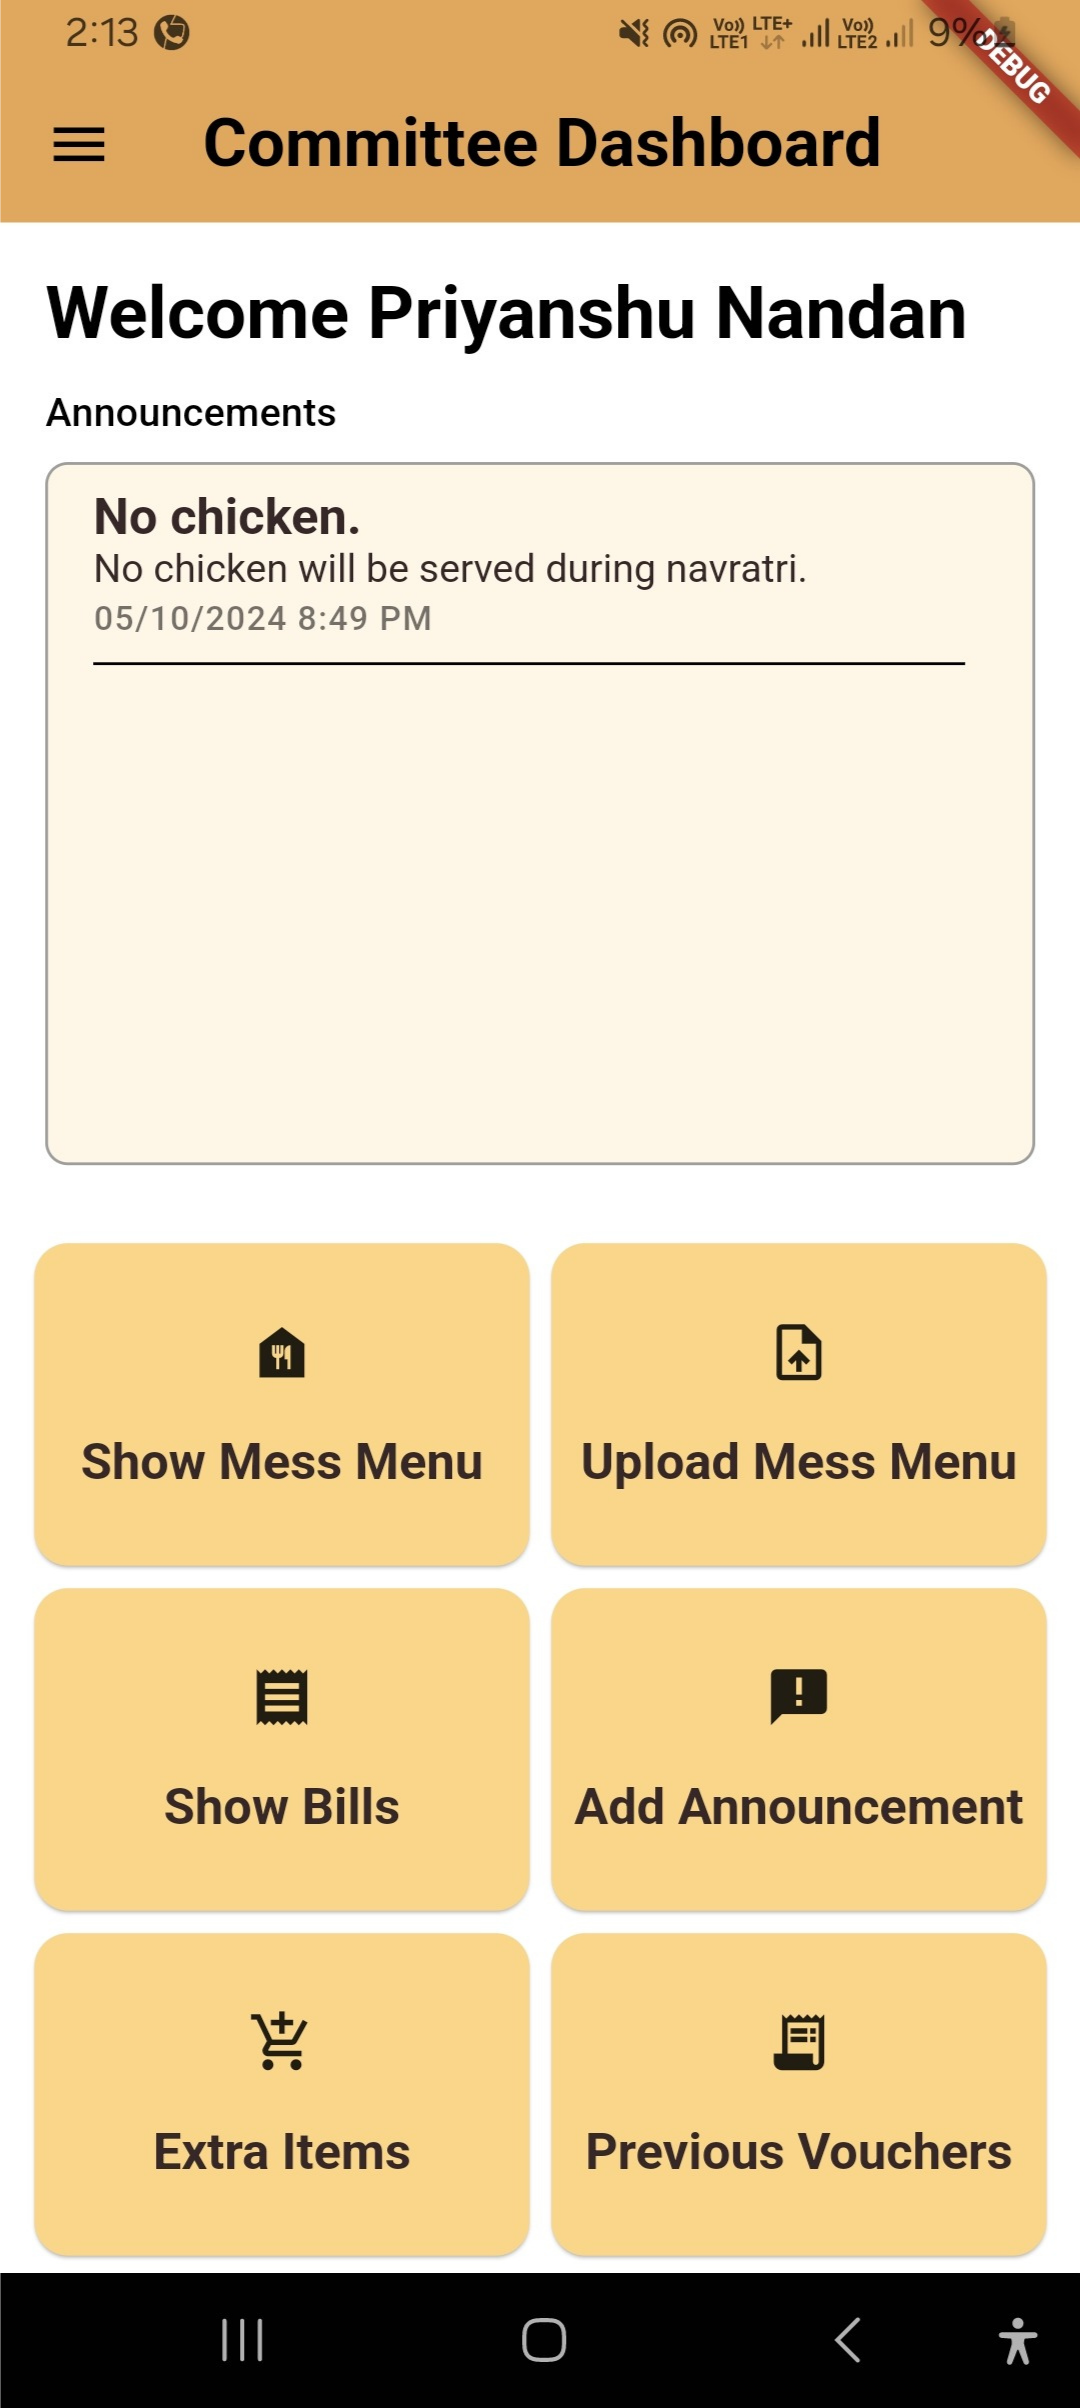 2:13 Vo)) LTE1 LTE+ Vo)) LTE2 9%
DEBUG
Committee Dashboard
Welcome Priyanshu Nandan
Announcements
No chicken.
No chicken will be served during navratri.
05/10/2024 8:49 PM
Show Mess Menu
Upload Mess Menu
Show Bills
Add Announcement
Extra Items
Previous Vouchers